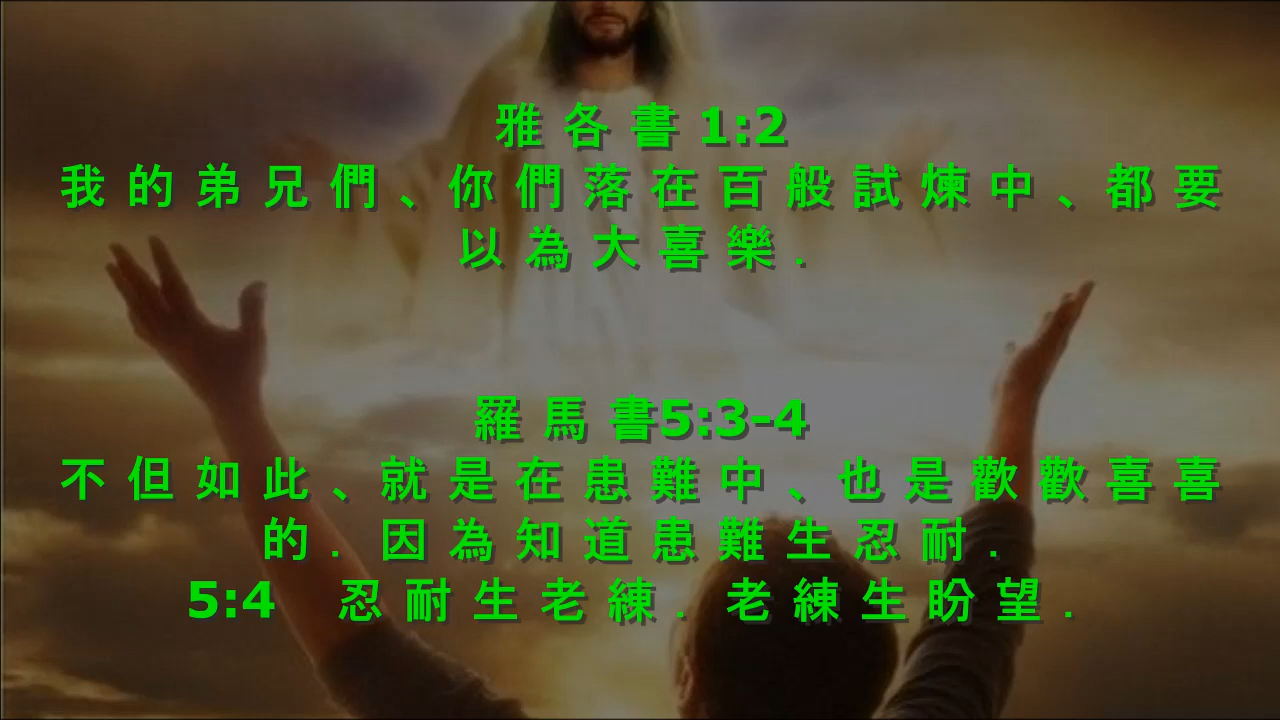 雅 各 書 1:2
我 的 弟 兄 們 、你 們 落 在 百 般 試 煉 中 、都 要
以 為 大 喜 樂 .
羅 馬 書5:3-4
不 但 如 此 、就 是 在 患 難 中 、也 是 歡 歡 喜 喜
的 . 因 為 知 道 患 難 生 忍 耐 .
5:4 忍 耐 生 老 練 . 老 練 生 盼 望 .